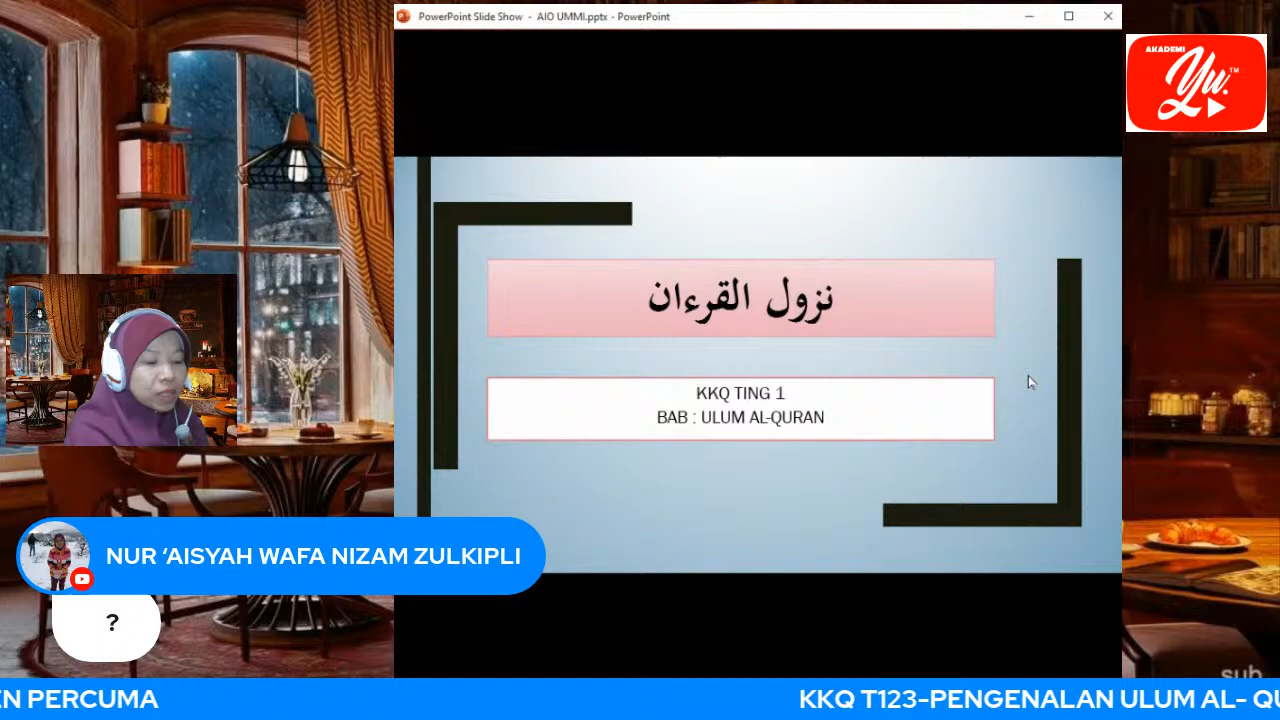 PowerPoint Slide Show - AIO UMMI.pptx - PowerPoint
AKADEMI
Yu.
TM
نزول القرءان
KKQ TING 1
BAB : ULUM AL-QURAN
NUR ‘AISYAH WAFA NIZAM ZULKIPLI
?
sub
EN PERCUMA
KKQ T123-PENGENALAN ULUM AL- QU